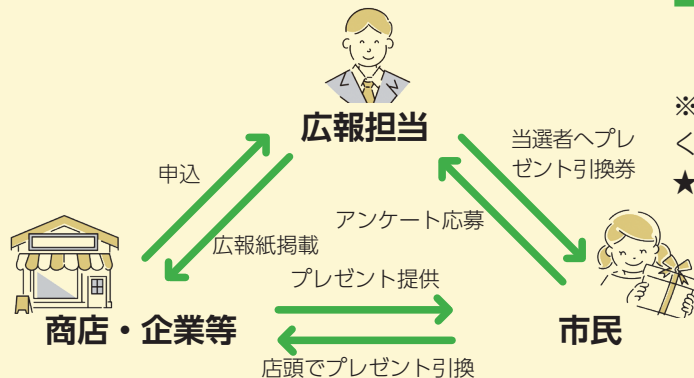 広報担当
※
く
★
当選者へプレ
ゼント引換券
申込
アンケート応募
広報紙掲載
プレゼント提供
商店・企業等
市民
店頭でプレゼント引換